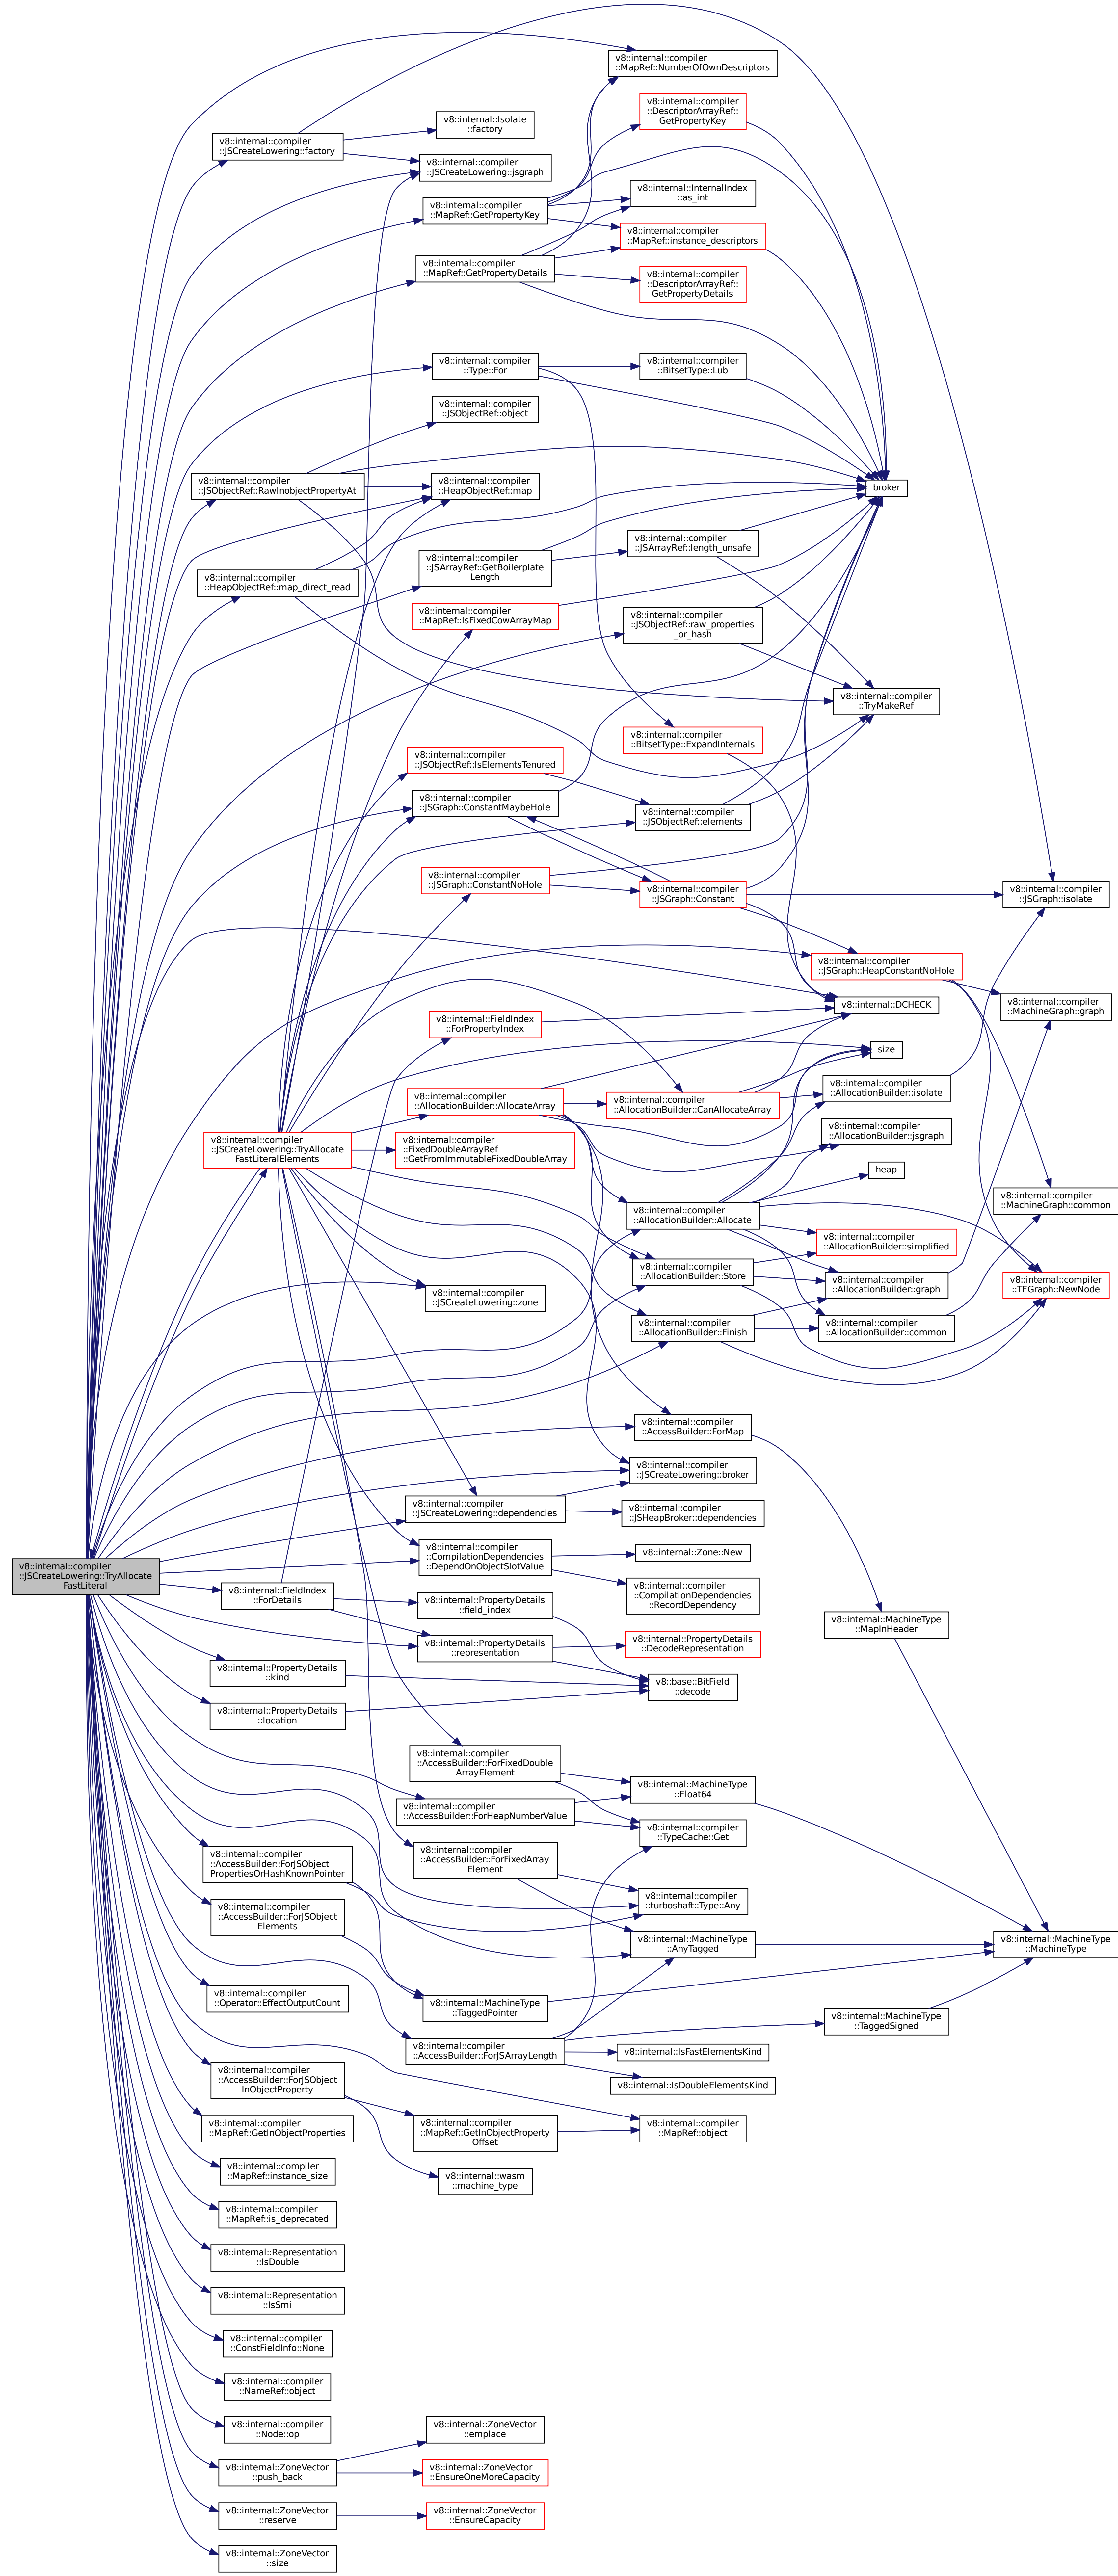 v8::internal::compiler
::MapRef::NumberOfOwnDescriptors
v8::internal::compiler
::DescriptorArrayRef::
GetPropertyKey
v8::internal::Isolate
::factory
v8::internal::compiler
::JSCreateLowering::factory
v8::internal::compiler
::JSCreateLowering::jsgraph
v8::internal::InternalIndex
::as_int
v8::internal::compiler
::MapRef::GetPropertyKey
v8::internal::compiler
::MapRef::instance_descriptors
v8::internal::compiler
::MapRef::GetPropertyDetails
v8::internal::compiler
::DescriptorArrayRef::
GetPropertyDetails
v8::internal::compiler
::Type::For
v8::internal::compiler
::BitsetType::Lub
v8::internal::compiler
::JSObjectRef::object
v8::internal::compiler
::JSObjectRef::RawInobjectPropertyAt
v8::internal::compiler
::HeapObjectRef::map
broker
v8::internal::compiler
::JSArrayRef::length_unsafe
v8::internal::compiler
::JSArrayRef::GetBoilerplate
Length
v8::internal::compiler
::HeapObjectRef::map_direct_read
v8::internal::compiler
::MapRef::IsFixedCowArrayMap
v8::internal::compiler
::JSObjectRef::raw_properties
_or_hash
v8::internal::compiler
::TryMakeRef
v8::internal::compiler
::BitsetType::ExpandInternals
v8::internal::compiler
::JSObjectRef::IsElementsTenured
v8::internal::compiler
::JSGraph::ConstantMaybeHole
v8::internal::compiler
::JSObjectRef::elements
v8::internal::compiler
::JSGraph::ConstantNoHole
v8::internal::compiler
::JSGraph::Constant
v8::internal::compiler
::JSGraph::isolate
v8::internal::compiler
::JSGraph::HeapConstantNoHole
v8::internal::DCHECK
v8::internal::compiler
::MachineGraph::graph
v8::internal::FieldIndex
::ForPropertyIndex
size
v8::internal::compiler
::AllocationBuilder::isolate
v8::internal::compiler
::AllocationBuilder::AllocateArray
v8::internal::compiler
::AllocationBuilder::CanAllocateArray
v8::internal::compiler
::AllocationBuilder::jsgraph
v8::internal::compiler
::JSCreateLowering::TryAllocate
FastLiteralElements
v8::internal::compiler
::FixedDoubleArrayRef
::GetFromImmutableFixedDoubleArray
heap
v8::internal::compiler
::MachineGraph::common
v8::internal::compiler
::AllocationBuilder::Allocate
v8::internal::compiler
::AllocationBuilder::simplified
v8::internal::compiler
::AllocationBuilder::Store
v8::internal::compiler
::AllocationBuilder::graph
v8::internal::compiler
::TFGraph::NewNode
v8::internal::compiler
::JSCreateLowering::zone
v8::internal::compiler
::AllocationBuilder::Finish
v8::internal::compiler
::AllocationBuilder::common
v8::internal::compiler
::AccessBuilder::ForMap
v8::internal::compiler
::JSCreateLowering::broker
v8::internal::compiler
::JSCreateLowering::dependencies
v8::internal::compiler
::JSHeapBroker::dependencies
v8::internal::compiler
::CompilationDependencies
::DependOnObjectSlotValue
v8::internal::Zone::New
v8::internal::compiler
::JSCreateLowering::TryAllocate
FastLiteral
v8::internal::FieldIndex
::ForDetails
v8::internal::compiler
::CompilationDependencies
::RecordDependency
v8::internal::PropertyDetails
::field_index
v8::internal::MachineType
::MapInHeader
v8::internal::PropertyDetails
::representation
v8::internal::PropertyDetails
::DecodeRepresentation
v8::internal::PropertyDetails
::kind
v8::base::BitField
::decode
v8::internal::PropertyDetails
::location
v8::internal::compiler
::AccessBuilder::ForFixedDouble
ArrayElement
v8::internal::MachineType
::Float64
v8::internal::compiler
::AccessBuilder::ForHeapNumberValue
v8::internal::compiler
::TypeCache::Get
v8::internal::compiler
::AccessBuilder::ForFixedArray
Element
v8::internal::compiler
::AccessBuilder::ForJSObject
PropertiesOrHashKnownPointer
v8::internal::compiler
::turboshaft::Type::Any
v8::internal::compiler
::AccessBuilder::ForJSObject
Elements
v8::internal::MachineType
::AnyTagged
v8::internal::MachineType
::MachineType
v8::internal::compiler
::Operator::EffectOutputCount
v8::internal::MachineType
::TaggedPointer
v8::internal::MachineType
::TaggedSigned
v8::internal::compiler
::AccessBuilder::ForJSArrayLength
v8::internal::IsFastElementsKind
v8::internal::IsDoubleElementsKind
v8::internal::compiler
::AccessBuilder::ForJSObject
InObjectProperty
v8::internal::compiler
::MapRef::GetInObjectProperties
v8::internal::compiler
::MapRef::GetInObjectProperty
Offset
v8::internal::compiler
::MapRef::object
v8::internal::compiler
::MapRef::instance_size
v8::internal::wasm
::machine_type
v8::internal::compiler
::MapRef::is_deprecated
v8::internal::Representation
::IsDouble
v8::internal::Representation
::IsSmi
v8::internal::compiler
::ConstFieldInfo::None
v8::internal::compiler
::NameRef::object
v8::internal::compiler
::Node::op
v8::internal::ZoneVector
::emplace
v8::internal::ZoneVector
::push_back
v8::internal::ZoneVector
::EnsureOneMoreCapacity
v8::internal::ZoneVector
::reserve
v8::internal::ZoneVector
::EnsureCapacity
v8::internal::ZoneVector
::size